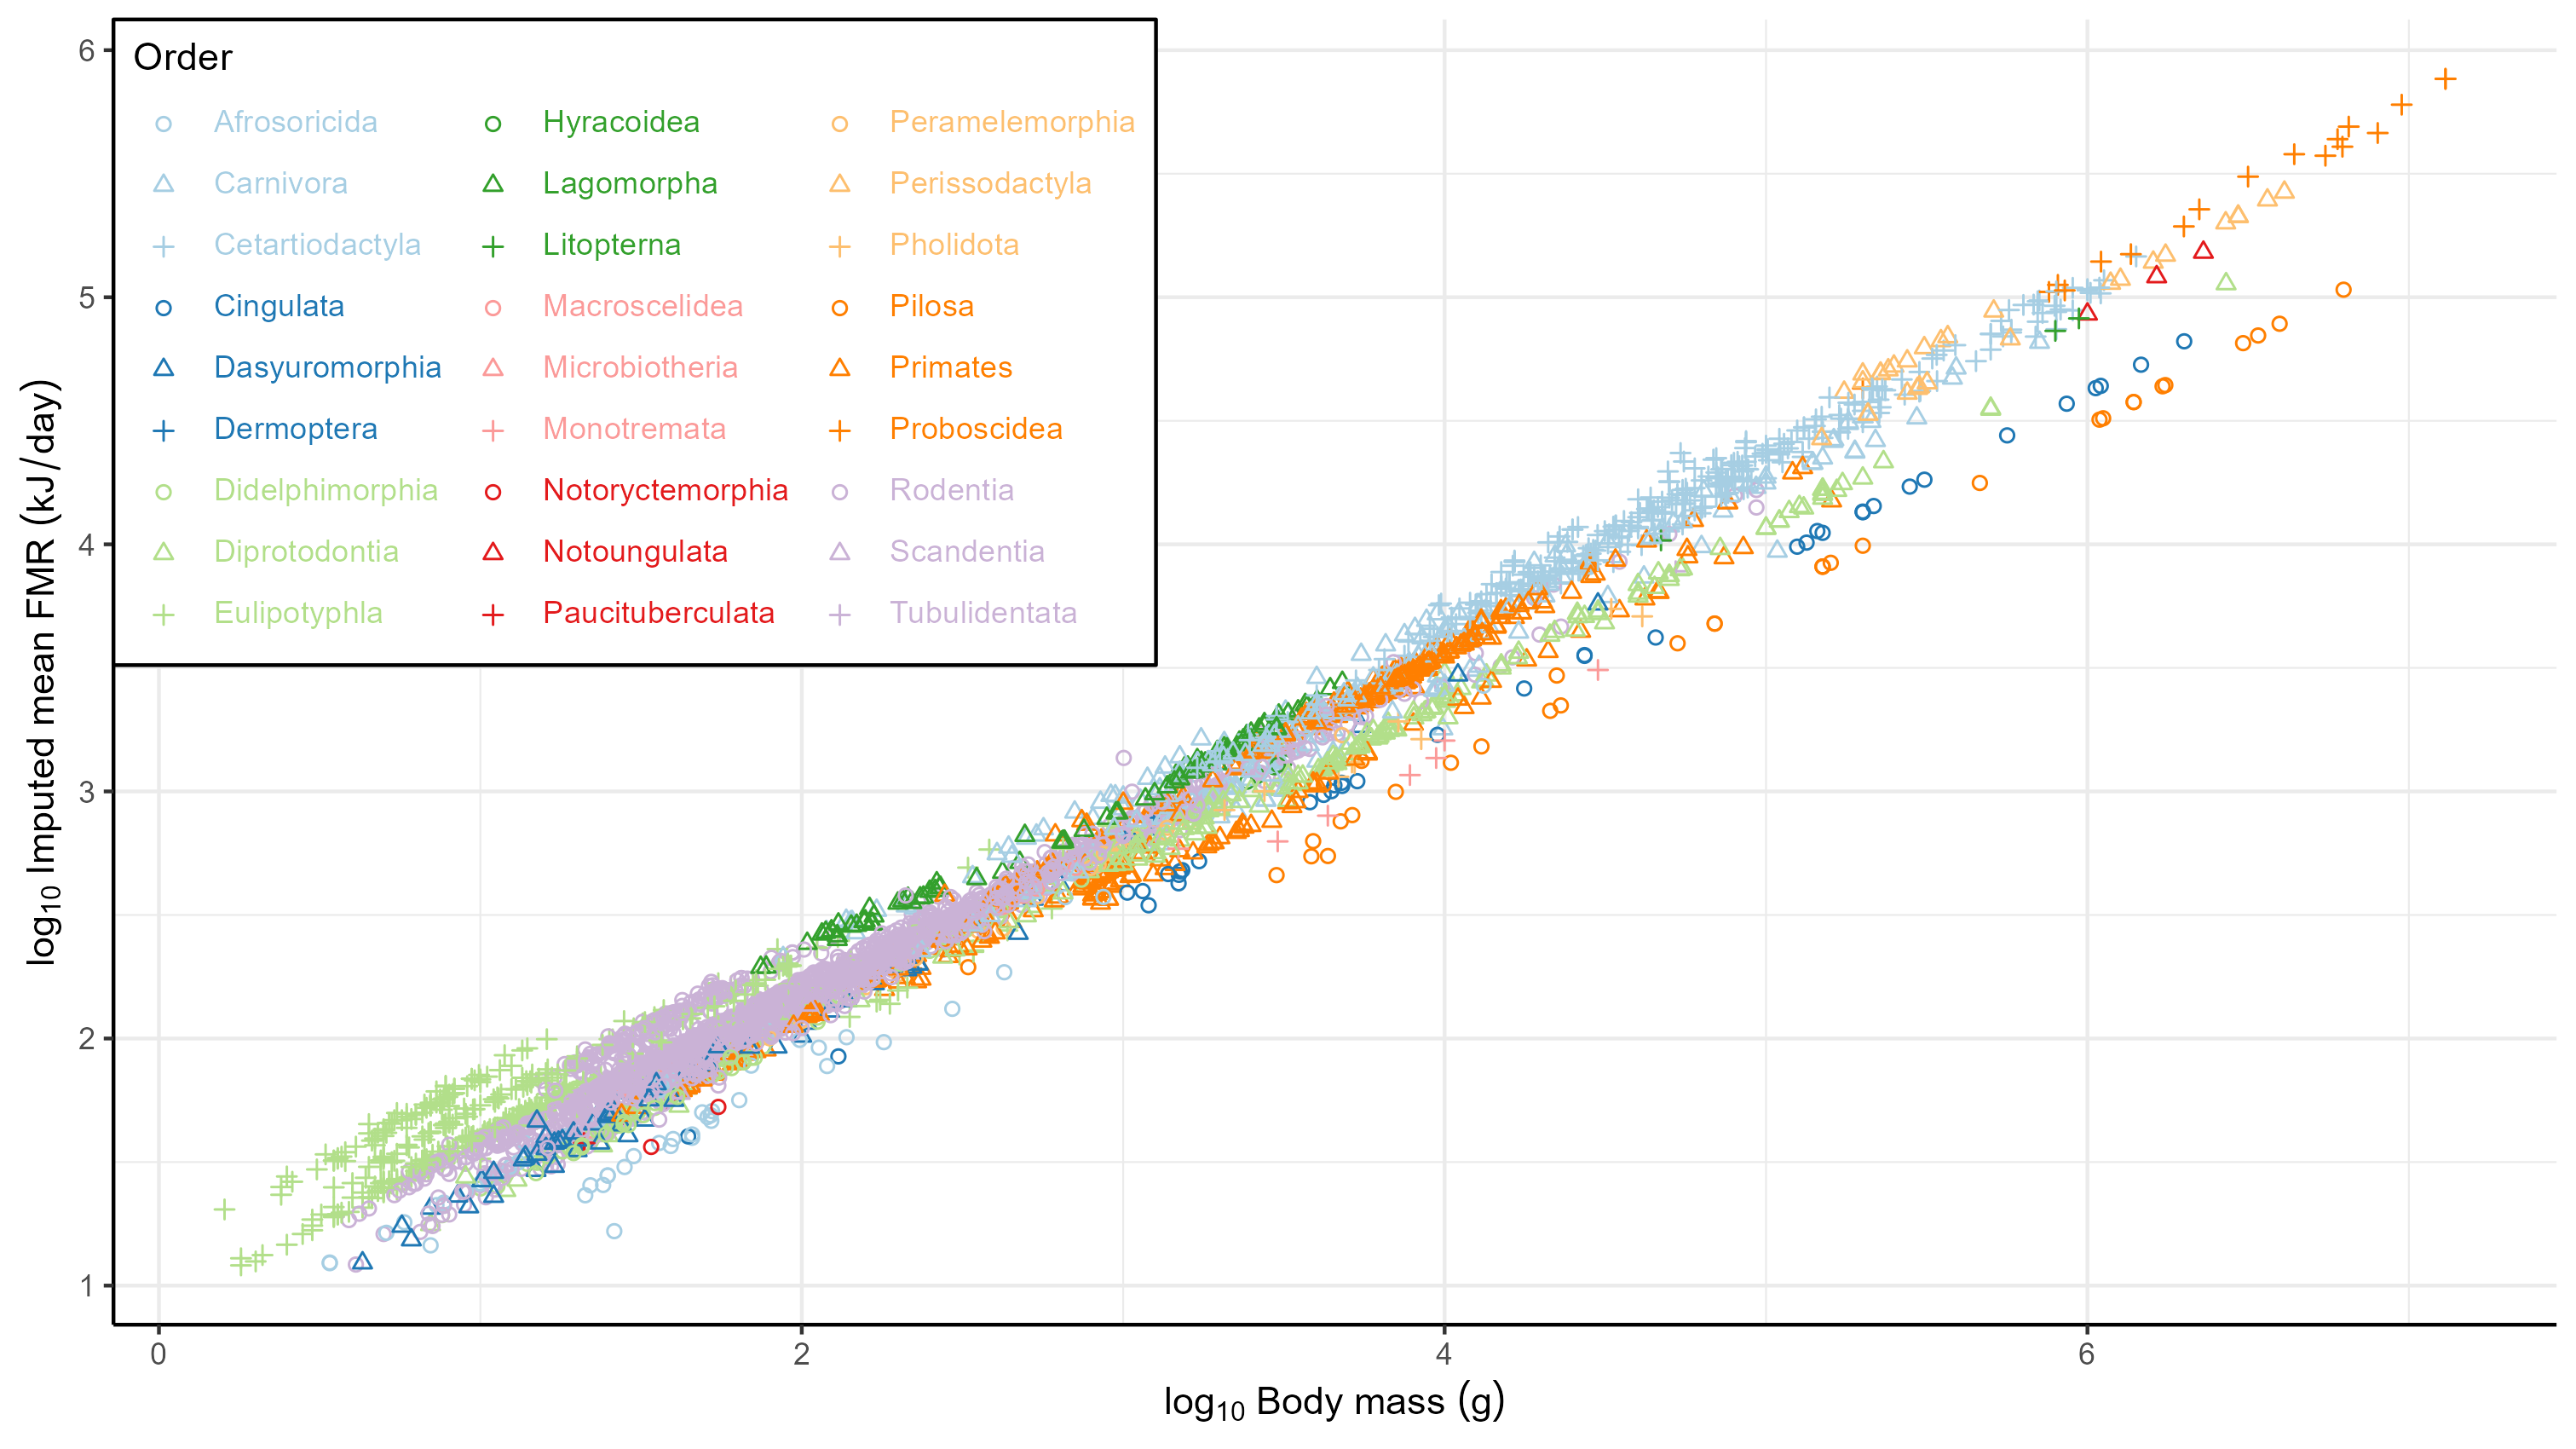 Order
Afrosoricida Hyracoidea Peramelemorphia
Carnivora Lagomorpha Perissodactyla
Cetartiodactyla Litopterna Pholidota
Cingulata Macroscelidea Pilosa
Dasyuromorphia Microbiotheria Primates
Dermoptera Monotremata Proboscidea
Didelphimorphia Notoryctemorphia Rodentia
Diprotodontia Notoungulata Scandentia
Eulipotyphla Paucituberculata Tubulidentata
log₁₀ Imputed mean FMR (kJ/day)
6
5
4
3
2
1
0 2 4 6
log₁₀ Body mass (g)